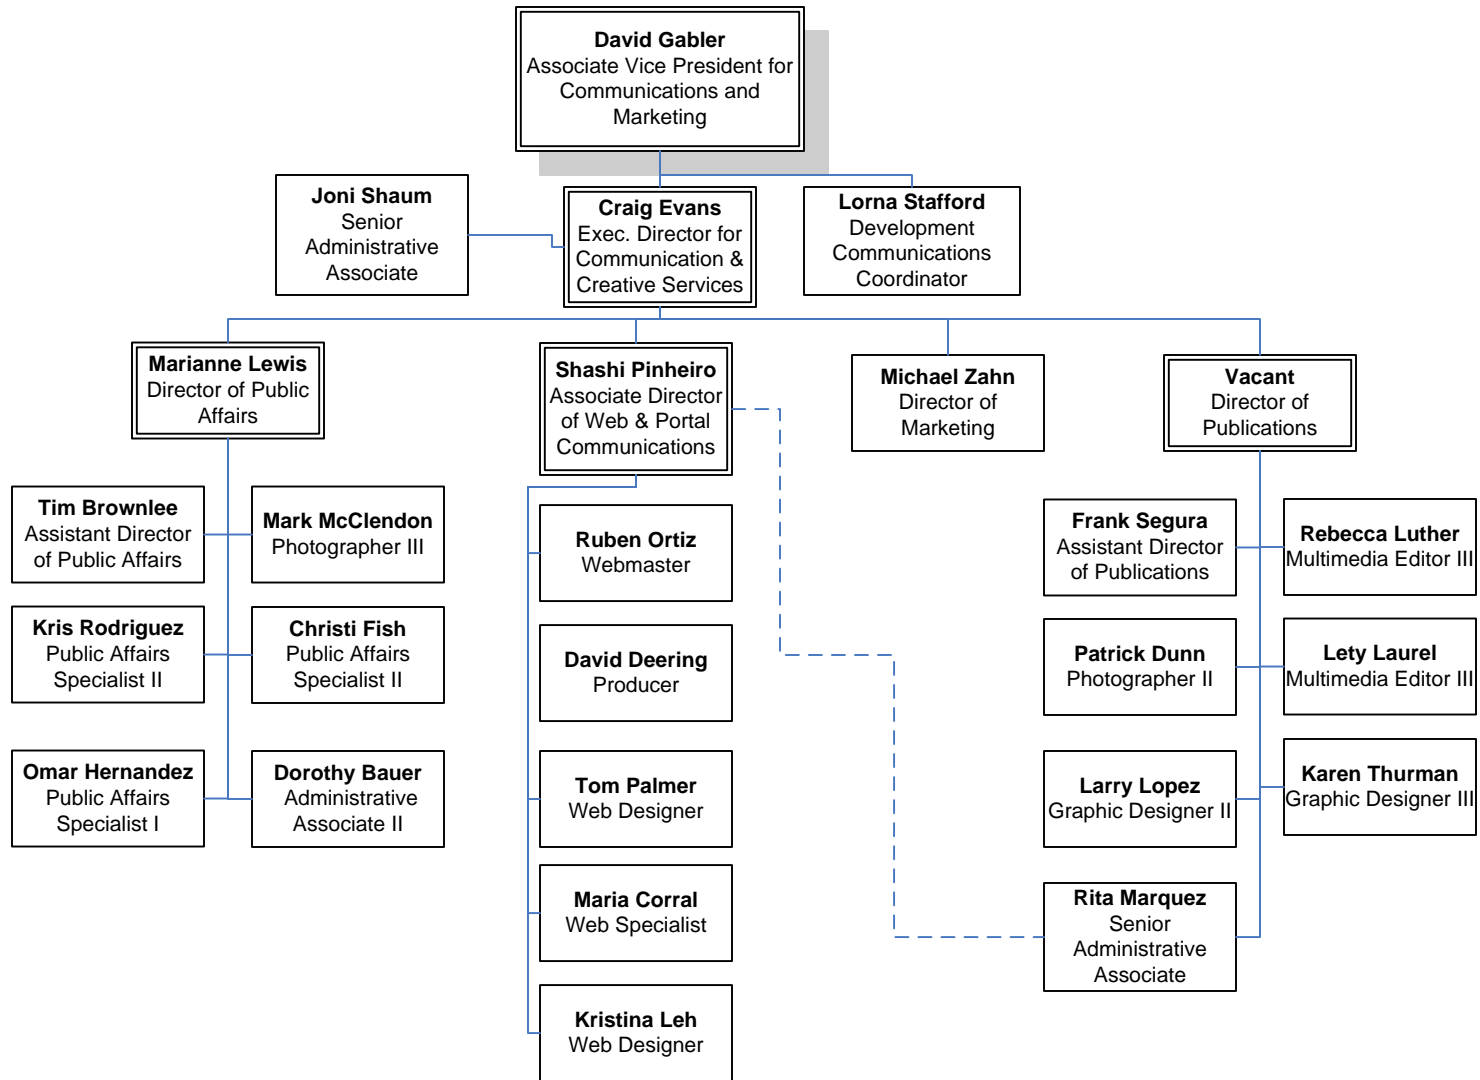 David Gabler
Associate Vice President for
Communications and
Marketing
Joni Shaum
Senior
Administrative
Associate
Craig Evans
Exec. Director for
Communication &
Creative Services
Lorna Stafford
Development
Communications
Coordinator
Marianne Lewis
Director of Public
Affairs
Shashi Pinheiro
Associate Director
of Web & Portal
Communications
Michael Zahn
Director of
Marketing
Vacant
Director of
Publications
Tim Brownlee
Assistant Director
of Public Affairs
Mark McClendon
Photographer III
Kris Rodriguez
Public Affairs
Specialist II
Christi Fish
Public Affairs
Specialist II
Omar Hernandez
Public Affairs
Specialist I
Dorothy Bauer
Administrative
Associate II
Ruben Ortiz
Webmaster
David Deering
Producer
Tom Palmer
Web Designer
Maria Corral
Web Specialist
Kristina Leh
Web Designer
Frank Segura
Assistant Director
of Publications
Rebecca Luther
Multimedia Editor III
Patrick Dunn
Photographer II
Lety Laurel
Multimedia Editor III
Larry Lopez
Graphic Designer II
Karen Thurman
Graphic Designer III
Rita Marquez
Senior
Administrative
Associate